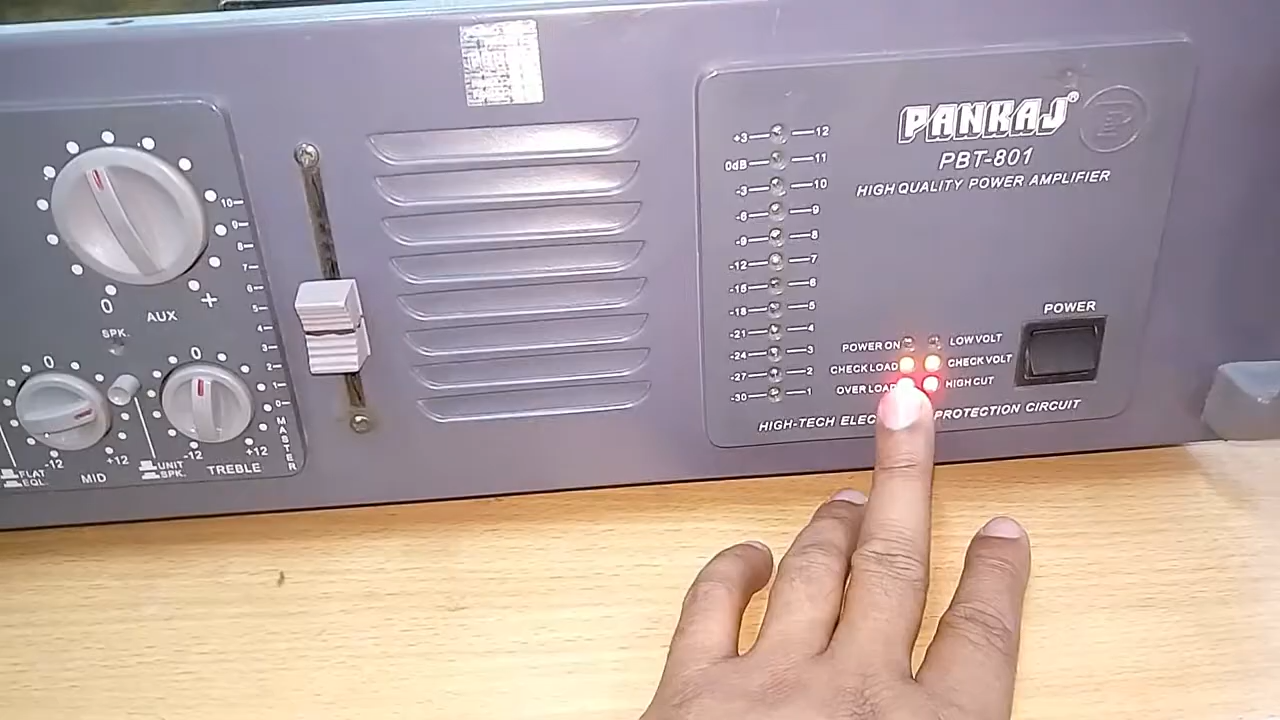 PANKAJ®
PBT-801
HIGH QUALITY POWER AMPLIFIER
+3 12
0dB 11
-3 10
-6 9
-9 8
-12 7
-15 6
-18 5
-21 4
-24 3
-27 2
-30 1
POWER
POWER ON LOW VOLT
CHECK LOAD CHECK VOLT
OVER LOAD HIGH CUT
HIGH-TECH ELEC PROTECTION CIRCUIT
10
9
8
7
6
5
4
3
2
1
0
MASTER
0 +
AUX
SPK.
0 0
-12 +12 -12 +12
MID TREBLE
FLAT
EQL.
UNIT
SPK.